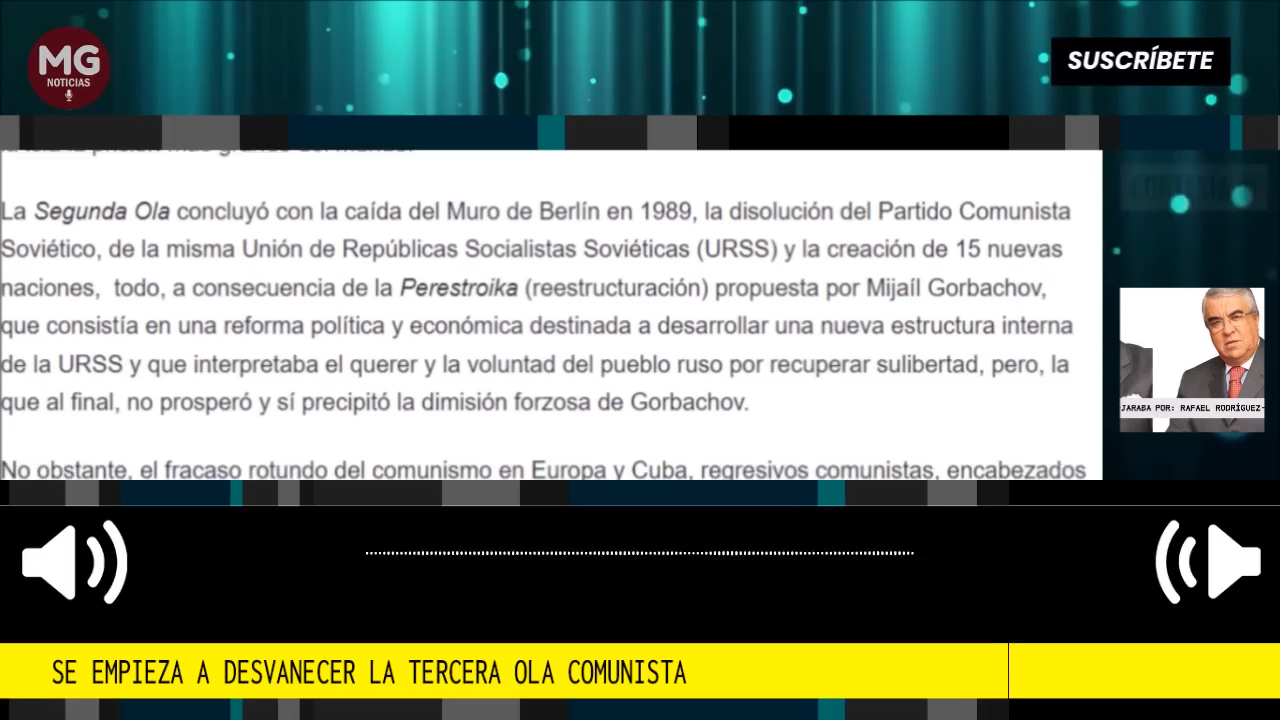 MG
NOTICIAS
SUSCRÍBETE
La Segunda Ola concluyó con la caída del Muro de Berlín en 1989, la disolución del Partido Comunista
Soviético, de la misma Unión de Repúblicas Socialistas Soviéticas (URSS) y la creación de 15 nuevas
naciones, todo, a consecuencia de la Perestroika (reestructuración) propuesta por Mijaíl Gorbachov,
que consistía en una reforma política y económica destinada a desarrollar una nueva estructura interna
de la URSS y que interpretaba el querer y la voluntad del pueblo ruso por recuperar sulibertad, pero, la
que al final, no prosperó y sí precipitó la dimisión forzosa de Gorbachov.
No obstante, el fracaso rotundo del comunismo en Europa y Cuba, regresivos comunistas, encabezados
JARABA POR: RAFAEL RODRÍGUEZ-
SE EMPIEZA A DESVANECER LA TERCERA OLA COMUNISTA